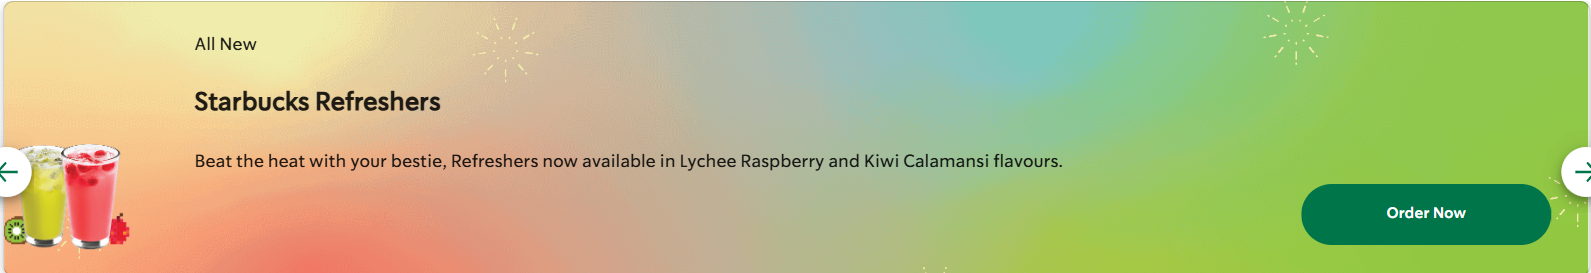 All New
Starbucks Refreshers
Beat the heat with your bestie, Refreshers now available in Lychee Raspberry and Kiwi Calamansi flavours.
Order Now